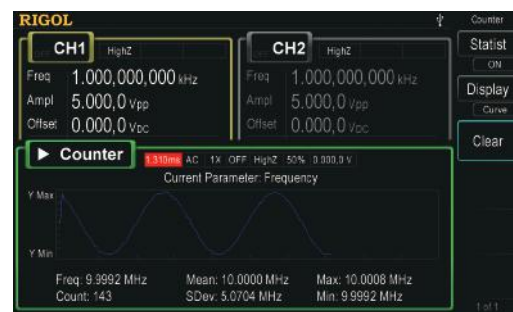 RIGOL
Counter
OFF CH1 HighZ
OFF CH2 HighZ
Statist
ON
Freq 1.000,000,000 kHz
Freq 1.000,000,000 kHz
Display
Curve
Ampl 5.000,0 Vpp
Ampl 5.000,0 Vpp
Offset 0.000,0 VDC
Offset 0.000,0 VDC
Clear
Counter 1.310ms AC 1X OFF HighZ 50% 0.000,0 V
Current Parameter: Frequency
Y Max
Y Min
Freq: 9.9992 MHz Mean: 10.0000 MHz Max: 10.0008 MHz
Count: 143 SDev: 5.0704 MHz Min: 9.9992 MHz
1 of 1